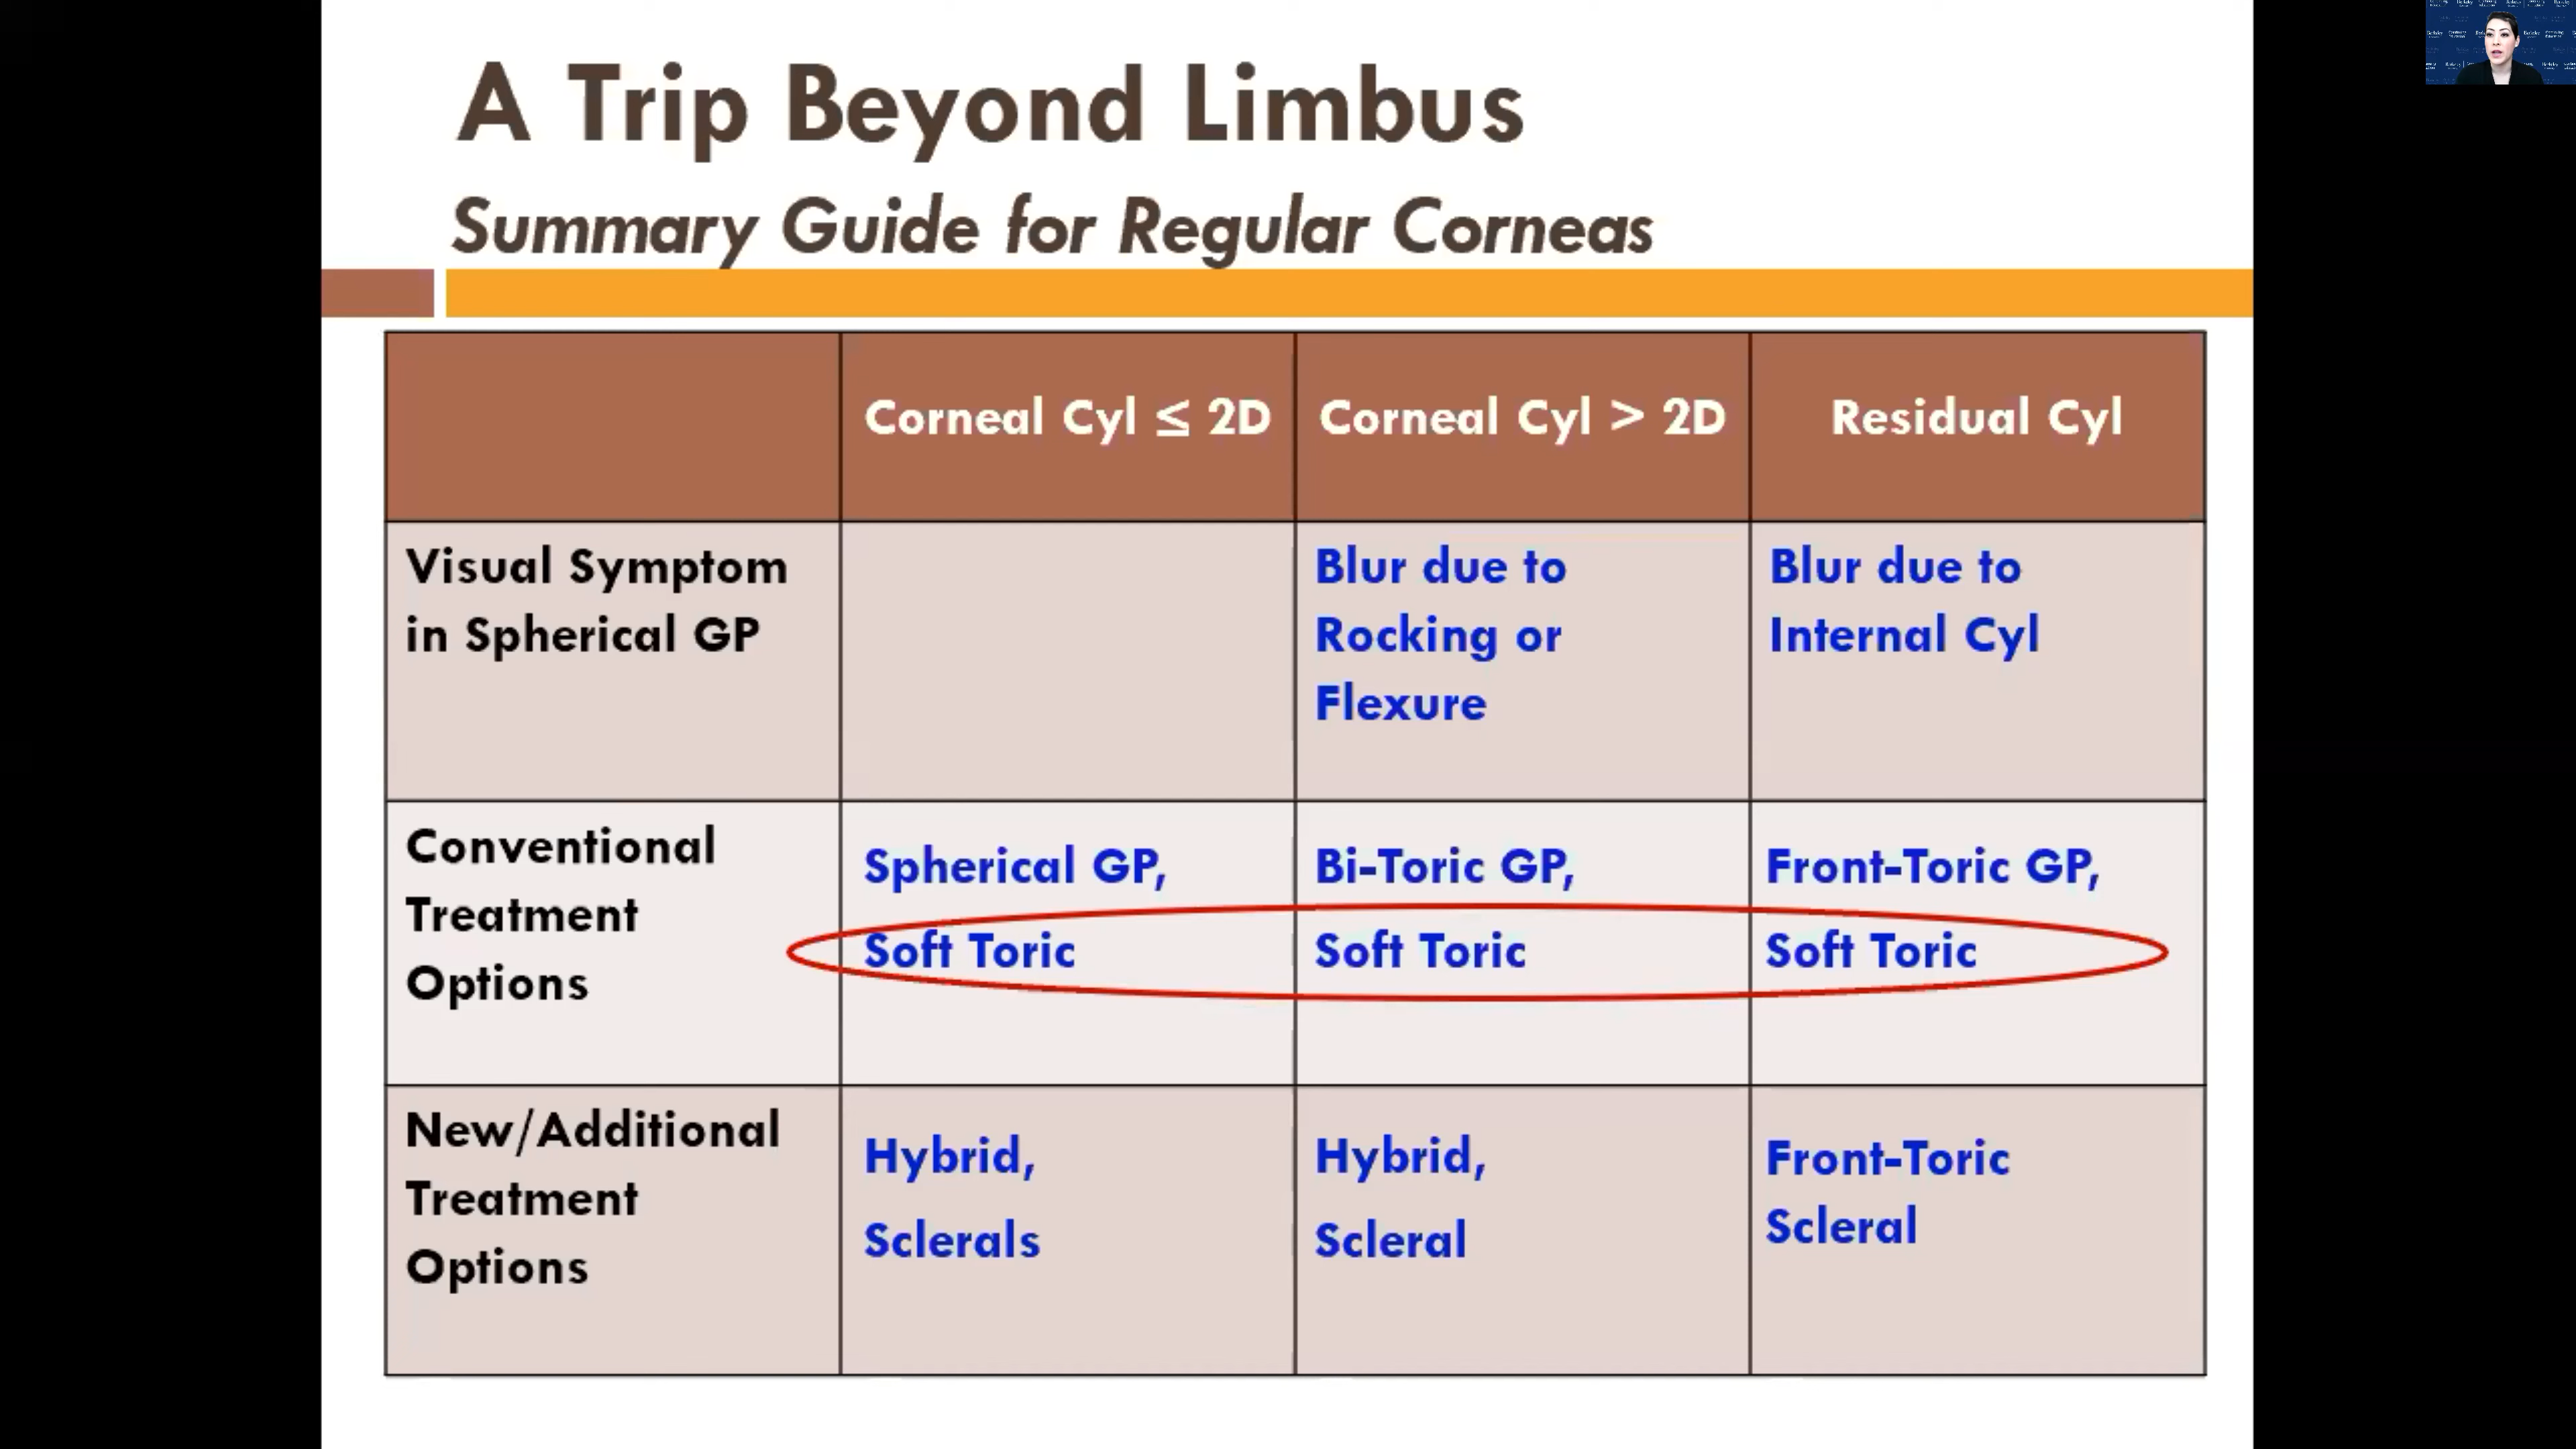 A Trip Beyond Limbus
Summary Guide for Regular Corneas
Corneal Cyl ≤ 2D
Corneal Cyl > 2D
Residual Cyl
Visual Symptom
in Spherical GP
Blur due to
Rocking or
Flexure
Blur due to
Internal Cyl
Conventional
Treatment
Options
Spherical GP,
Soft Toric
Bi-Toric GP,
Soft Toric
Front-Toric GP,
Soft Toric
New/Additional
Treatment
Options
Hybrid,
Sclerals
Hybrid,
Scleral
Front-Toric
Scleral